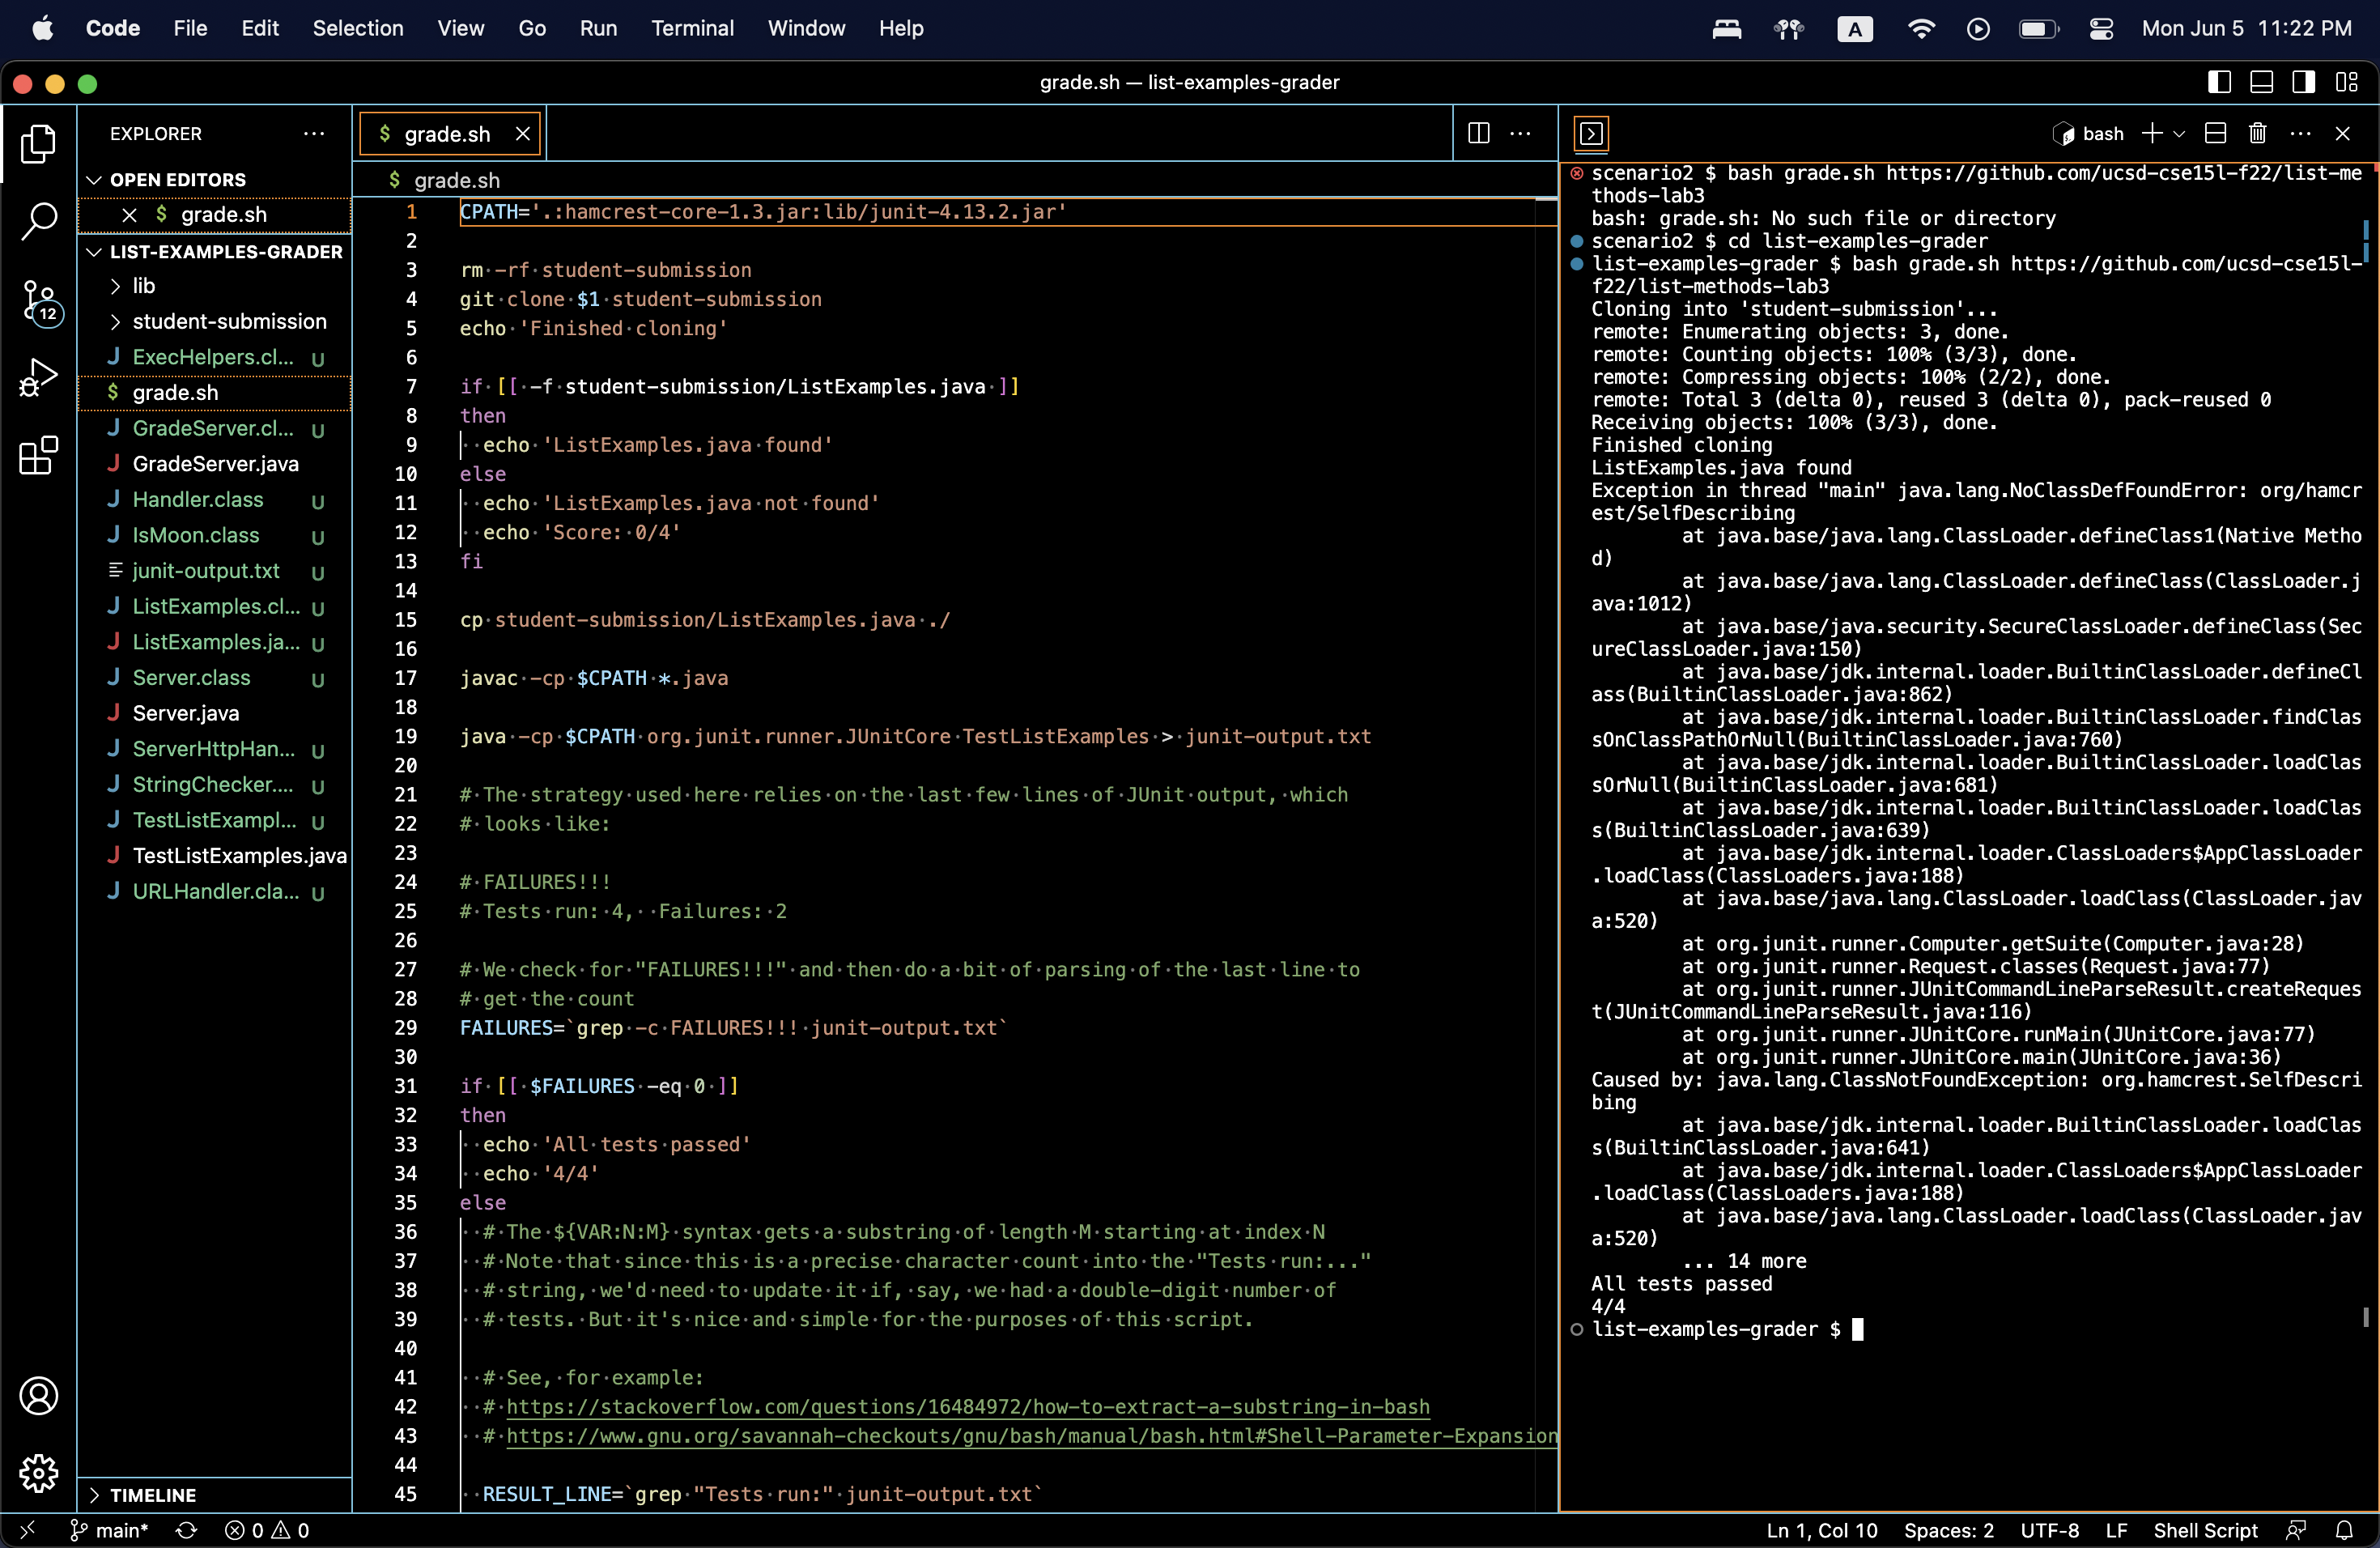 Code File Edit Selection View Go Run Terminal Window Help
A
Mon Jun 5 11:22 PM
grade.sh — list-examples-grader
EXPLORER
OPEN EDITORS
$ grade.sh
LIST-EXAMPLES-GRADER
lib
12
student-submission
J ExecHelpers.cl... U
$ grade.sh
J GradeServer.cl... U
J GradeServer.java
J Handler.class U
J IsMoon.class U
junit-output.txt U
J ListExamples.cl... U
J ListExamples.ja... U
J Server.class U
J Server.java
J ServerHttpHan... U
J StringChecker.... U
J TestListExampl... U
J TestListExamples.java
J URLHandler.cla... U
TIMELINE
$ grade.sh
$ grade.sh
1 CPATH='.:hamcrest-core-1.3.jar:lib/junit-4.13.2.jar'
2
3 rm -rf student-submission
4 git clone $1 student-submission
5 echo 'Finished cloning'
6
7 if [[ -f student-submission/ListExamples.java ]]
8 then
9   echo 'ListExamples.java found'
10 else
11   echo 'ListExamples.java not found'
12   echo 'Score: 0/4'
13 fi
14
15 cp student-submission/ListExamples.java ./
16
17 javac -cp $CPATH *.java
18
19 java -cp $CPATH org.junit.runner.JUnitCore TestListExamples > junit-output.txt
20
21 # The strategy used here relies on the last few lines of JUnit output, which
22 # looks like:
23
24 # FAILURES!!!
25 # Tests run: 4,  Failures: 2
26
27 # We check for "FAILURES!!!" and then do a bit of parsing of the last line to
28 # get the count
29 FAILURES=`grep -c FAILURES!!! junit-output.txt`
30
31 if [[ $FAILURES -eq 0 ]]
32 then
33   echo 'All tests passed'
34   echo '4/4'
35 else
36   # The ${VAR:N:M} syntax gets a substring of length M starting at index N
37   # Note that since this is a precise character count into the "Tests run:..."
38   # string, we'd need to update it if, say, we had a double-digit number of
39   # tests. But it's nice and simple for the purposes of this script.
40
41   # See, for example:
42   # https://stackoverflow.com/questions/16484972/how-to-extract-a-substring-in-bash
43   # https://www.gnu.org/savannah-checkouts/gnu/bash/manual/bash.html#Shell-Parameter-Expansion
44
45   RESULT_LINE=`grep "Tests run:" junit-output.txt`
bash
scenario2 $ bash grade.sh https://github.com/ucsd-cse15l-f22/list-me
thods-lab3
bash: grade.sh: No such file or directory
scenario2 $ cd list-examples-grader
list-examples-grader $ bash grade.sh https://github.com/ucsd-cse15l-
f22/list-methods-lab3
Cloning into 'student-submission'...
remote: Enumerating objects: 3, done.
remote: Counting objects: 100% (3/3), done.
remote: Compressing objects: 100% (2/2), done.
remote: Total 3 (delta 0), reused 3 (delta 0), pack-reused 0
Receiving objects: 100% (3/3), done.
Finished cloning
ListExamples.java found
Exception in thread "main" java.lang.NoClassDefFoundError: org/hamcr
est/SelfDescribing
at java.base/java.lang.ClassLoader.defineClass1(Native Metho
d)
at java.base/java.lang.ClassLoader.defineClass(ClassLoader.j
ava:1012)
at java.base/java.security.SecureClassLoader.defineClass(Sec
ureClassLoader.java:150)
at java.base/jdk.internal.loader.BuiltinClassLoader.defineCl
ass(BuiltinClassLoader.java:862)
at java.base/jdk.internal.loader.BuiltinClassLoader.findClas
sOnClassPathOrNull(BuiltinClassLoader.java:760)
at java.base/jdk.internal.loader.BuiltinClassLoader.loadClas
sOrNull(BuiltinClassLoader.java:681)
at java.base/jdk.internal.loader.BuiltinClassLoader.loadClas
s(BuiltinClassLoader.java:639)
at java.base/jdk.internal.loader.ClassLoaders$AppClassLoader
.loadClass(ClassLoaders.java:188)
at java.base/java.lang.ClassLoader.loadClass(ClassLoader.jav
a:520)
at org.junit.runner.Computer.getSuite(Computer.java:28)
at org.junit.runner.Request.classes(Request.java:77)
at org.junit.runner.JUnitCommandLineParseResult.createReques
t(JUnitCommandLineParseResult.java:116)
at org.junit.runner.JUnitCore.runMain(JUnitCore.java:77)
at org.junit.runner.JUnitCore.main(JUnitCore.java:36)
Caused by: java.lang.ClassNotFoundException: org.hamcrest.SelfDescri
bing
at java.base/jdk.internal.loader.BuiltinClassLoader.loadClas
s(BuiltinClassLoader.java:641)
at java.base/jdk.internal.loader.ClassLoaders$AppClassLoader
.loadClass(ClassLoaders.java:188)
at java.base/java.lang.ClassLoader.loadClass(ClassLoader.jav
a:520)
... 14 more
All tests passed
4/4
list-examples-grader $
main* 0 0
Ln 1, Col 10 Spaces: 2 UTF-8 LF Shell Script